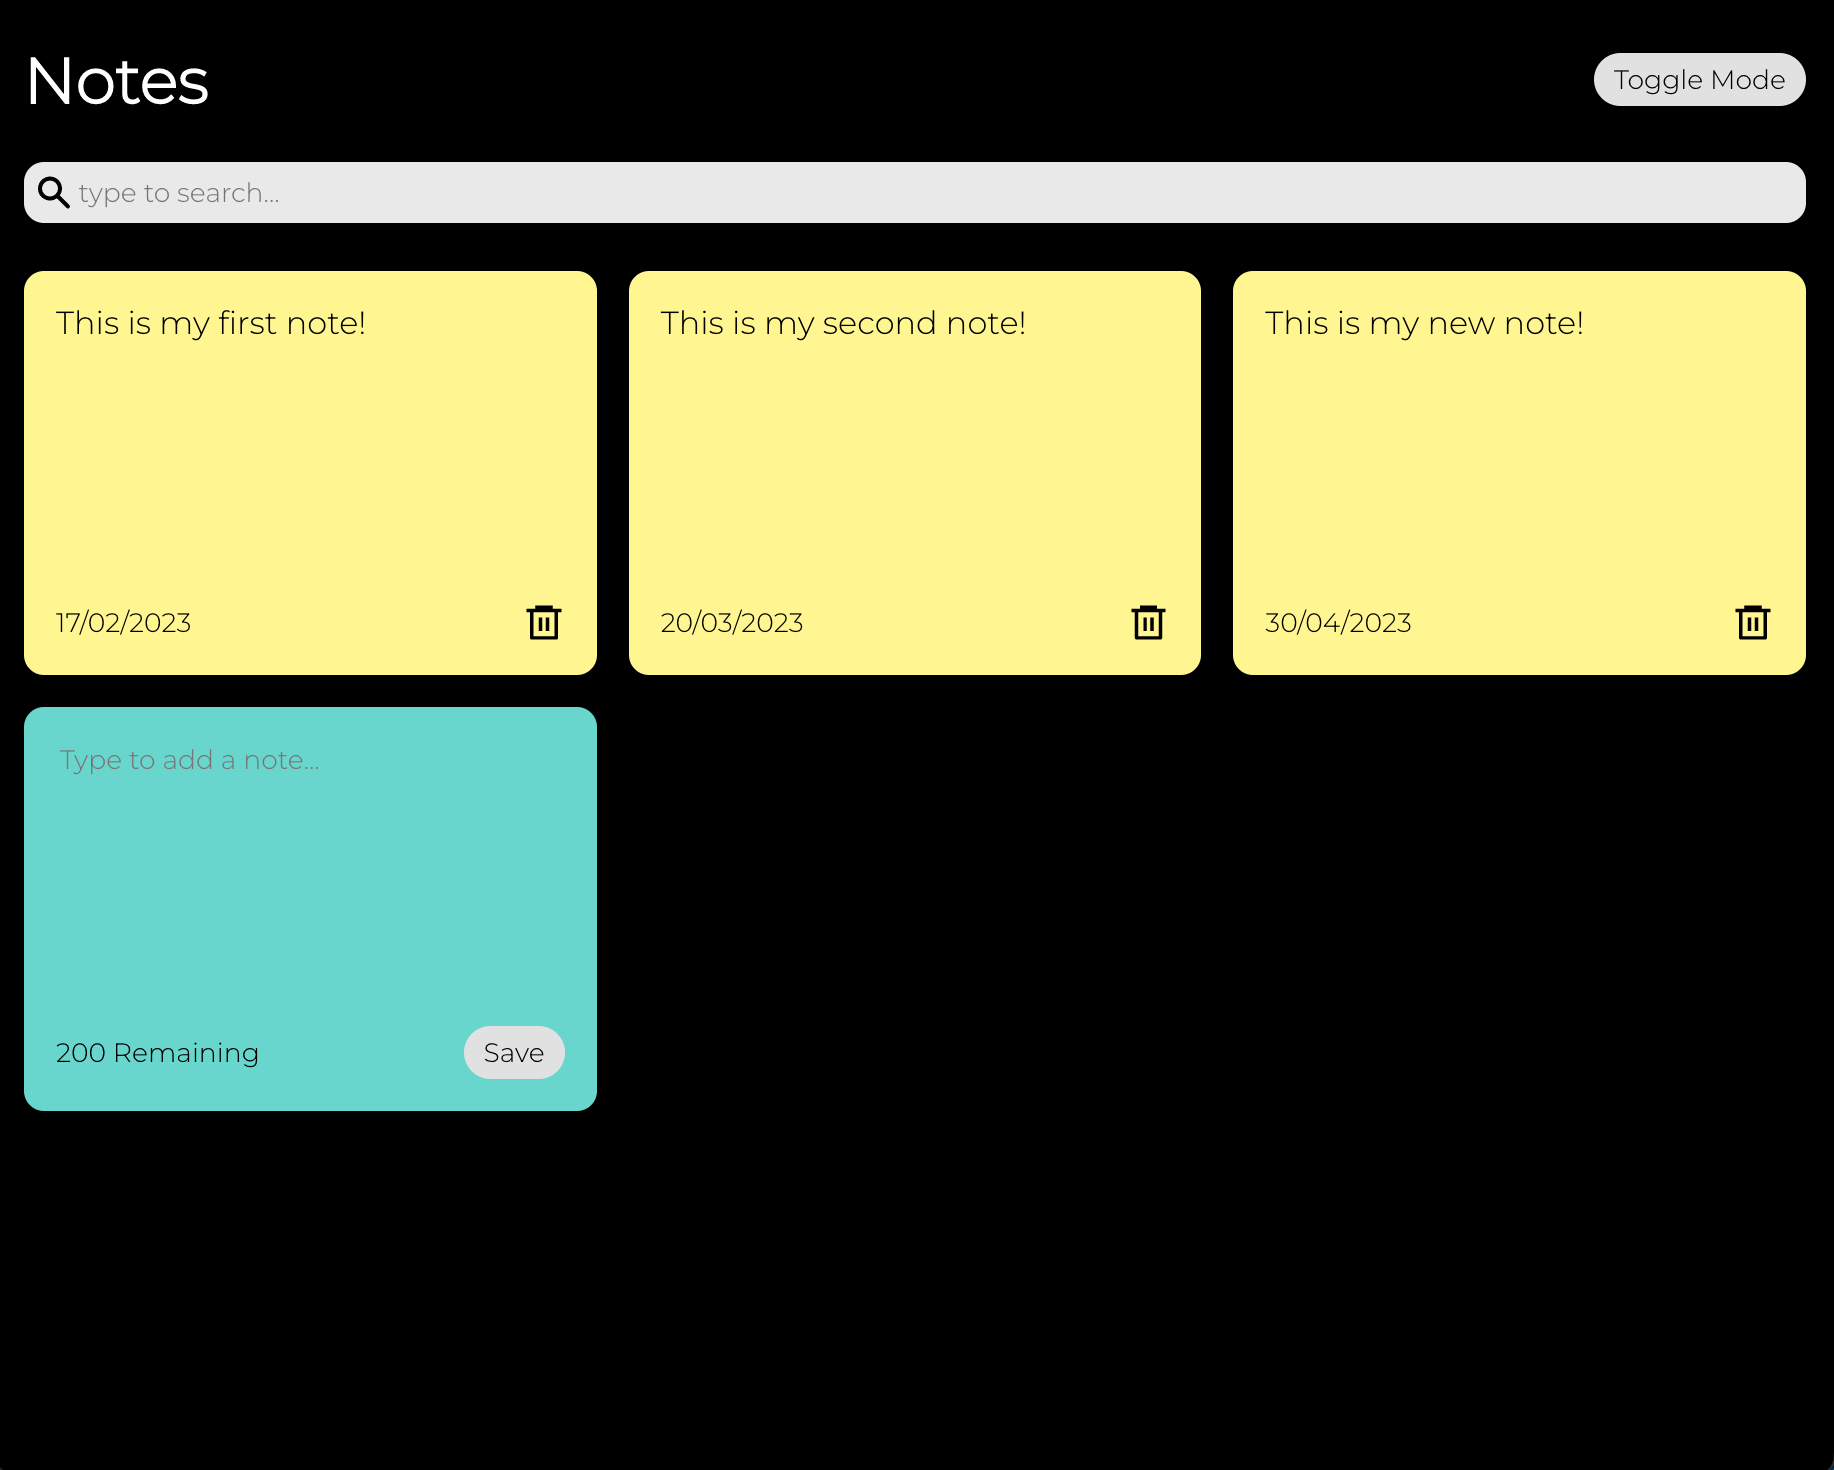 Notes
Toggle Mode
type to search...
This is my first note!
This is my second note!
This is my new note!
17/02/2023
20/03/2023
30/04/2023
Type to add a note...
200 Remaining
Save